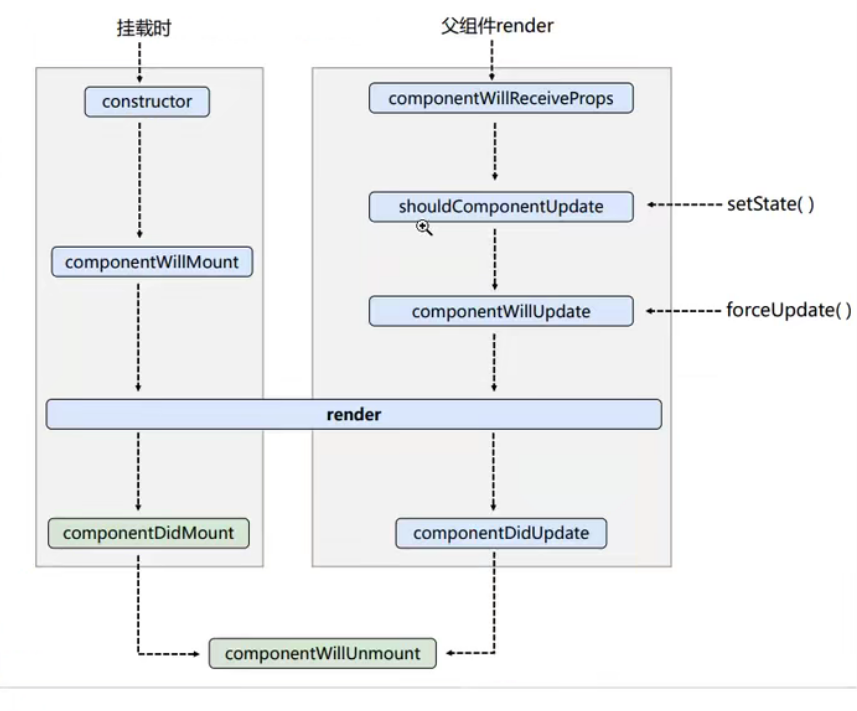 挂载时
父组件render
constructor
componentWillReceiveProps
shouldComponentUpdate
setState( )
componentWillMount
componentWillUpdate
forceUpdate( )
render
componentDidMount
componentDidUpdate
componentWillUnmount